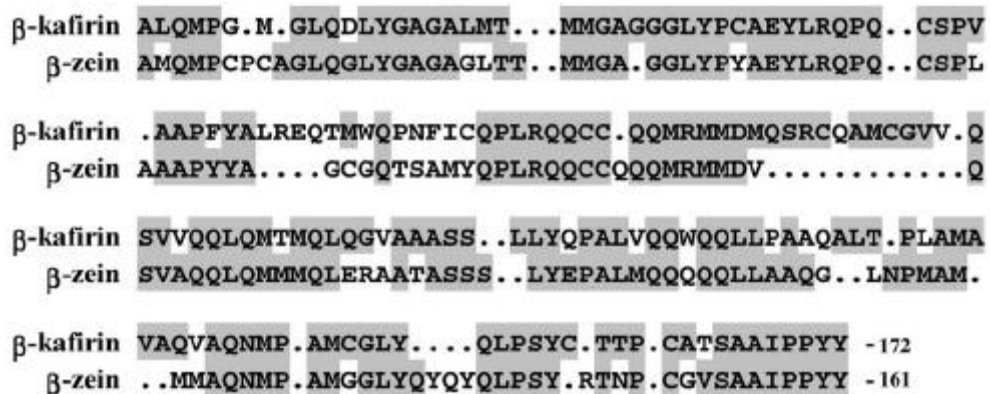 β-kafirin ALQMPG.M.GLQDLYGAGALMT...MMGAGGGLYPCAEYLRQPQ..CSPV
β-zein AMQMPCPCAGLQGLYGAGAGLTT..MMGA.GGLYPYAEYLRQPQ..CSPL
β-kafirin .AAPFYALREQTMWQPNFICQPLRQQCC.QQMRMMDMQSRCQAMCGVV.Q
β-zein AAAPYYA....GCGQTSAMYQPLRQQCCQQQMRMMDV............Q
β-kafirin SVVQQLQMTMQLQGVAAASS..LLYQPALVQQWQQLLPAAQALT.PLAMA
β-zein SVAQQLQMMMQLERAATASSS..LYEPALMQQQQQLLAAQG..LNPMAM.
β-kafirin VAQVAQNMP.AMCGLY....QLPSYC.TTP.CATSAAIPPYY -172
β-zein ..MMAQNMP.AMGGLYQYQYQLPSY.RTNP.CGVSAAIPPYY -161